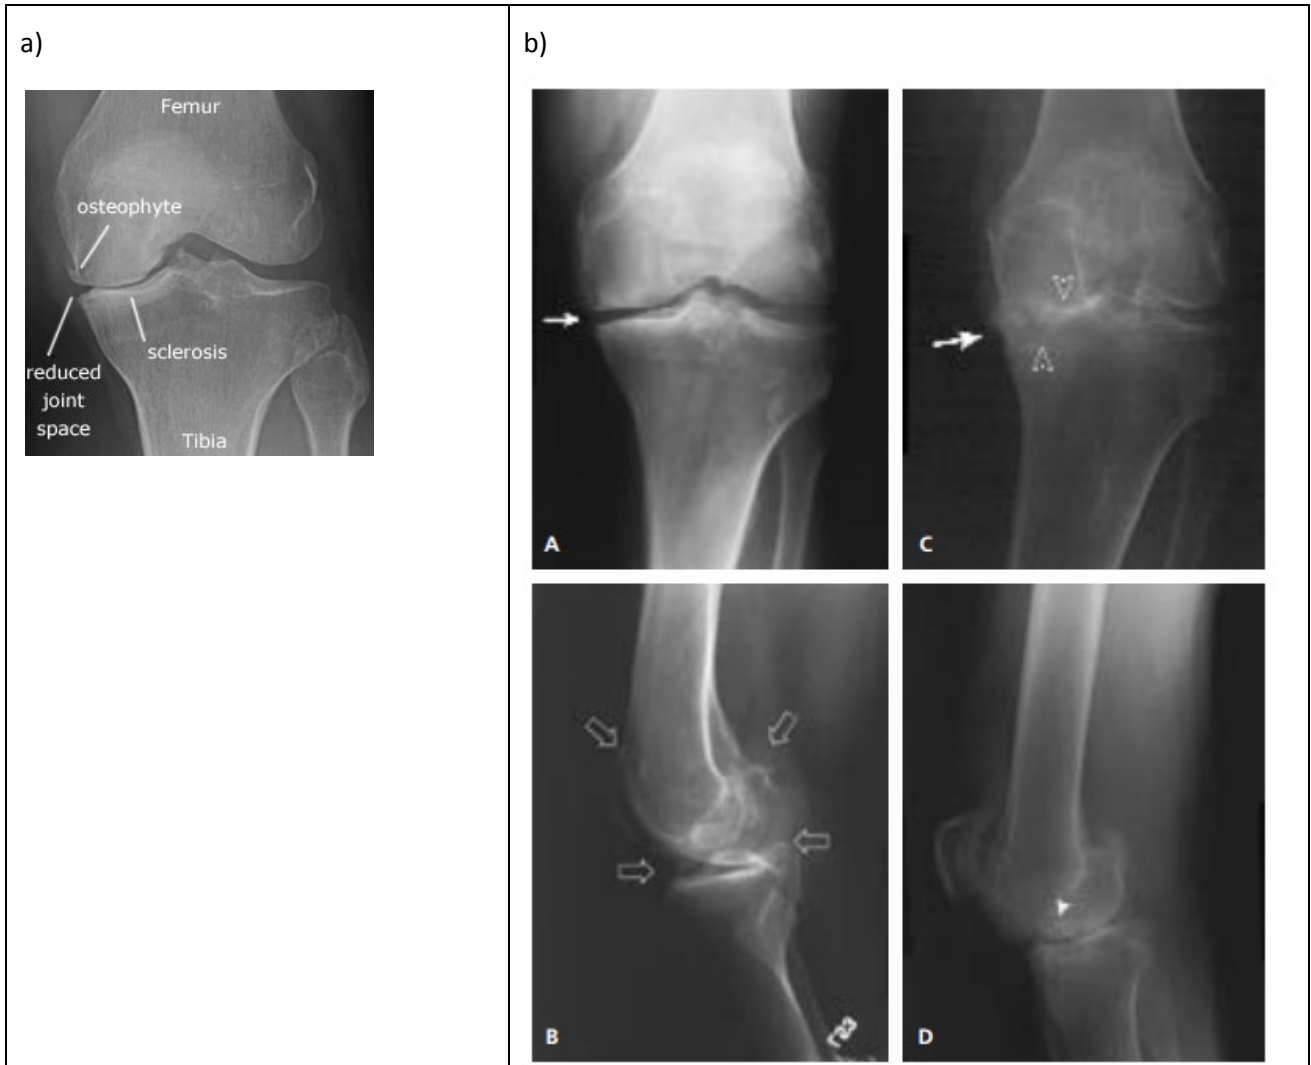 a)
Femur
osteophyte
sclerosis
reduced
joint
space
Tibia
b)
A
C
B
D